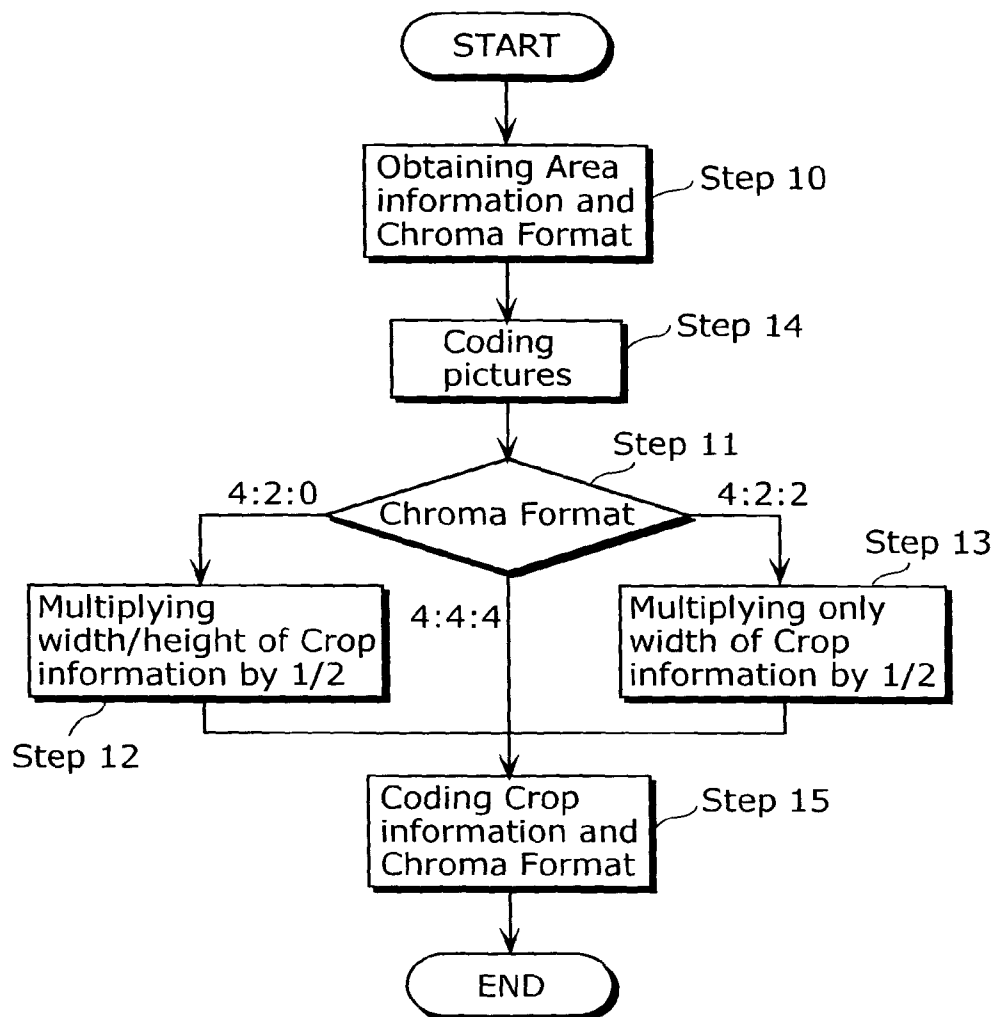 START
Obtaining Area
information and
Chroma Format
Step 10
Coding
pictures
Step 14
Step 11
4:2:0
Chroma Format
4:2:2
Step 13
Multiplying
width/height of Crop
information by 1/2
4:4:4
Multiplying only
width of Crop
information by 1/2
Step 12
Coding Crop
information and
Chroma Format
Step 15
END